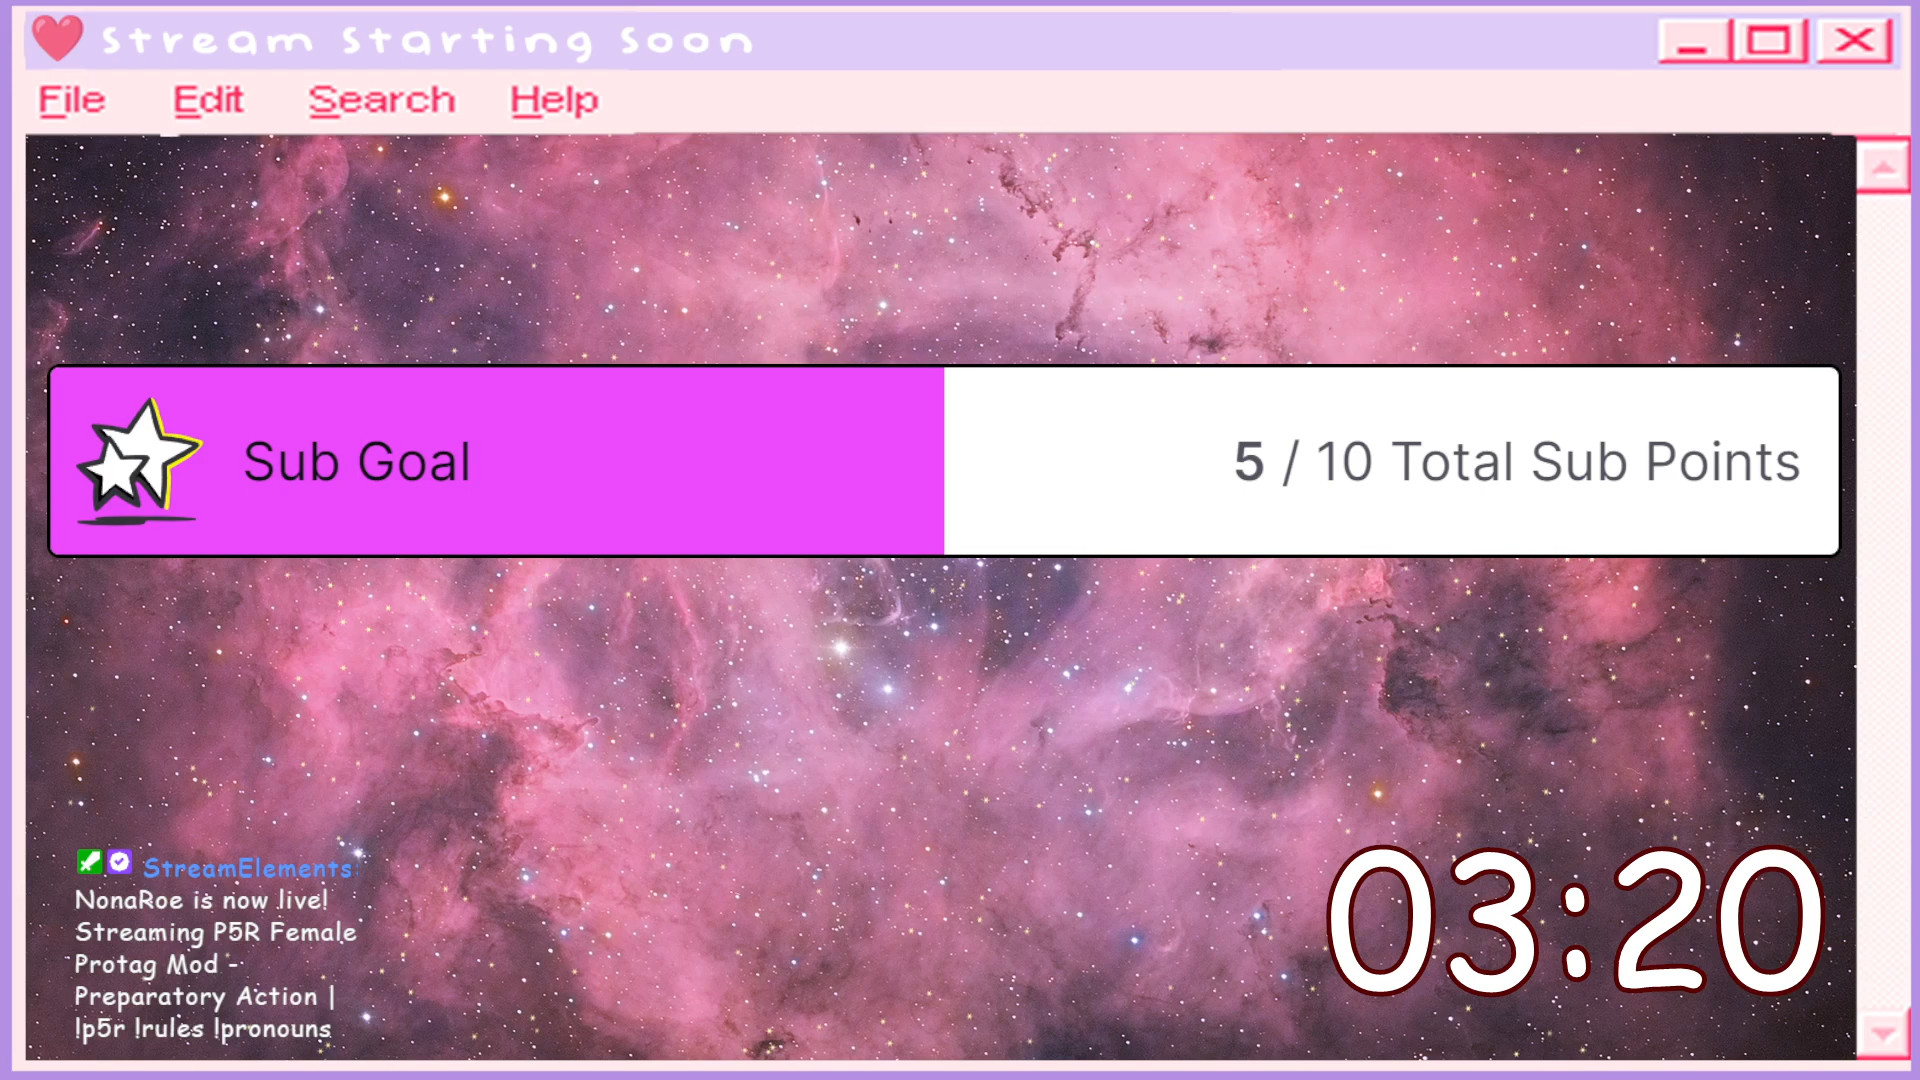 Stream Starting Soon
File Edit Search Help
Sub Goal
5 / 10 Total Sub Points
StreamElements:
NonaRoe is now live!
Streaming P5R Female
Protag Mod -
Preparatory Action |
!p5r !rules !pronouns
03:20